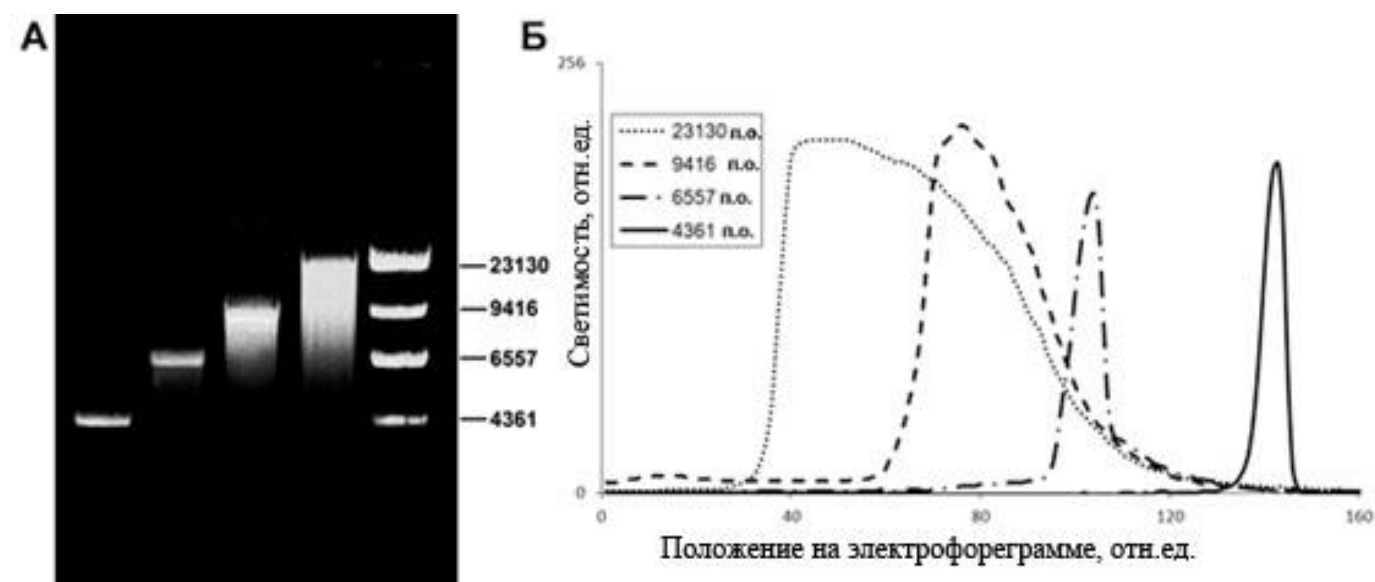 А
23130
9416
6557
4361
Б
256
Светимость, отн.ед.
23130 п.о.
9416 п.о.
6557 п.о.
4361 п.о.
0
0 40 80 120 160
Положение на электрофореграмме, отн.ед.